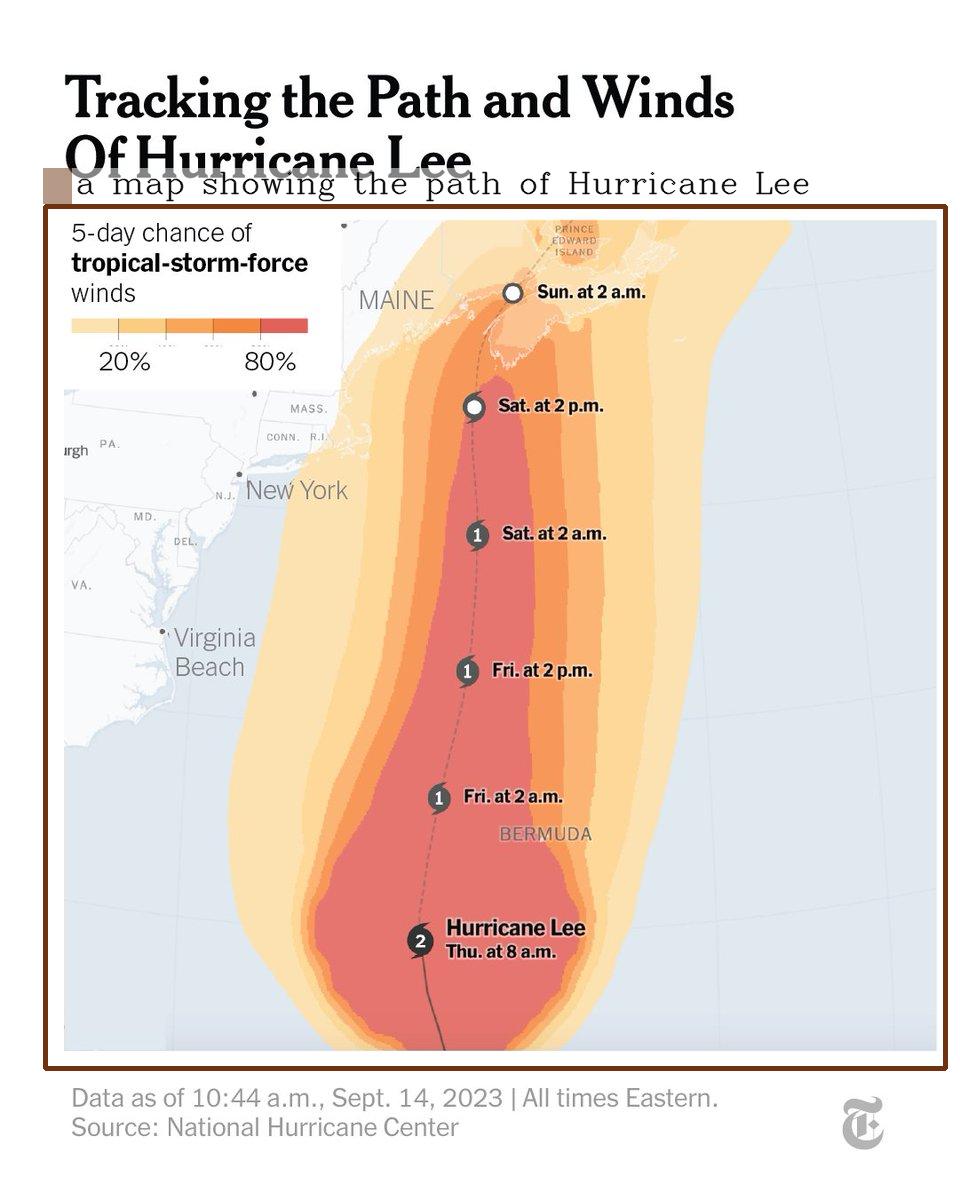 Tracking the Path and Winds
Of Hurricane Lee
a map showing the path of Hurricane Lee
5-day chance of
tropical-storm-force
winds
20%
80%
PRINCE
EDWARD
ISLAND
MAINE
Sun. at 2 a.m.
Sat. at 2 p.m.
MASS.
CONN.
R.I.
urgh
PA.
N.J.
New York
MD.
DEL.
1
Sat. at 2 a.m.
VA.
Virginia
Beach
1
Fri. at 2 p.m.
1
Fri. at 2 a.m.
BERMUDA
2
Hurricane Lee
Thu. at 8 a.m.
Data as of 10:44 a.m., Sept. 14, 2023 | All times Eastern.
Source: National Hurricane Center
T